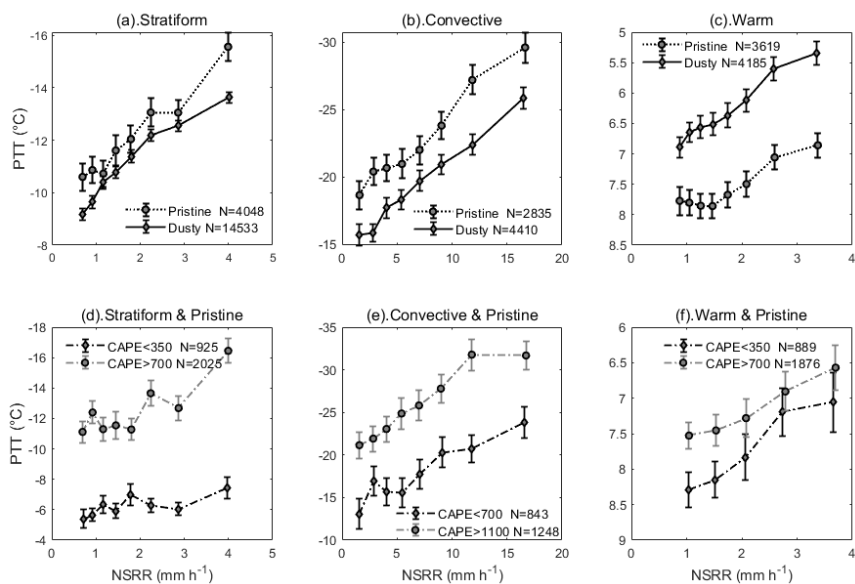 (a).Stratiform
(b).Convective
(c).Warm
PTT (°C)
-16
-14
-12
-10
-8
0 1 2 3 4 5
Pristine N=4048
Dusty N=14533
-30
-25
-20
-15
0 5 10 15 20
Pristine N=2835
Dusty N=4410
5
5.5
6
6.5
7
7.5
8
8.5
0 1 2 3 4
Pristine N=3619
Dusty N=4185
(d).Stratiform & Pristine
(e).Convective & Pristine
(f).Warm & Pristine
PTT (°C)
-18
-16
-14
-12
-10
-8
-6
-4
0 1 2 3 4 5
CAPE<350 N=925
CAPE>700 N=2025
NSRR (mm h-1)
-35
-30
-25
-20
-15
-10
0 5 10 15 20
CAPE<700 N=843
CAPE>1100 N=1248
NSRR (mm h-1)
6
6.5
7
7.5
8
8.5
9
0 1 2 3 4
CAPE<350 N=889
CAPE>700 N=1876
NSRR (mm h-1)